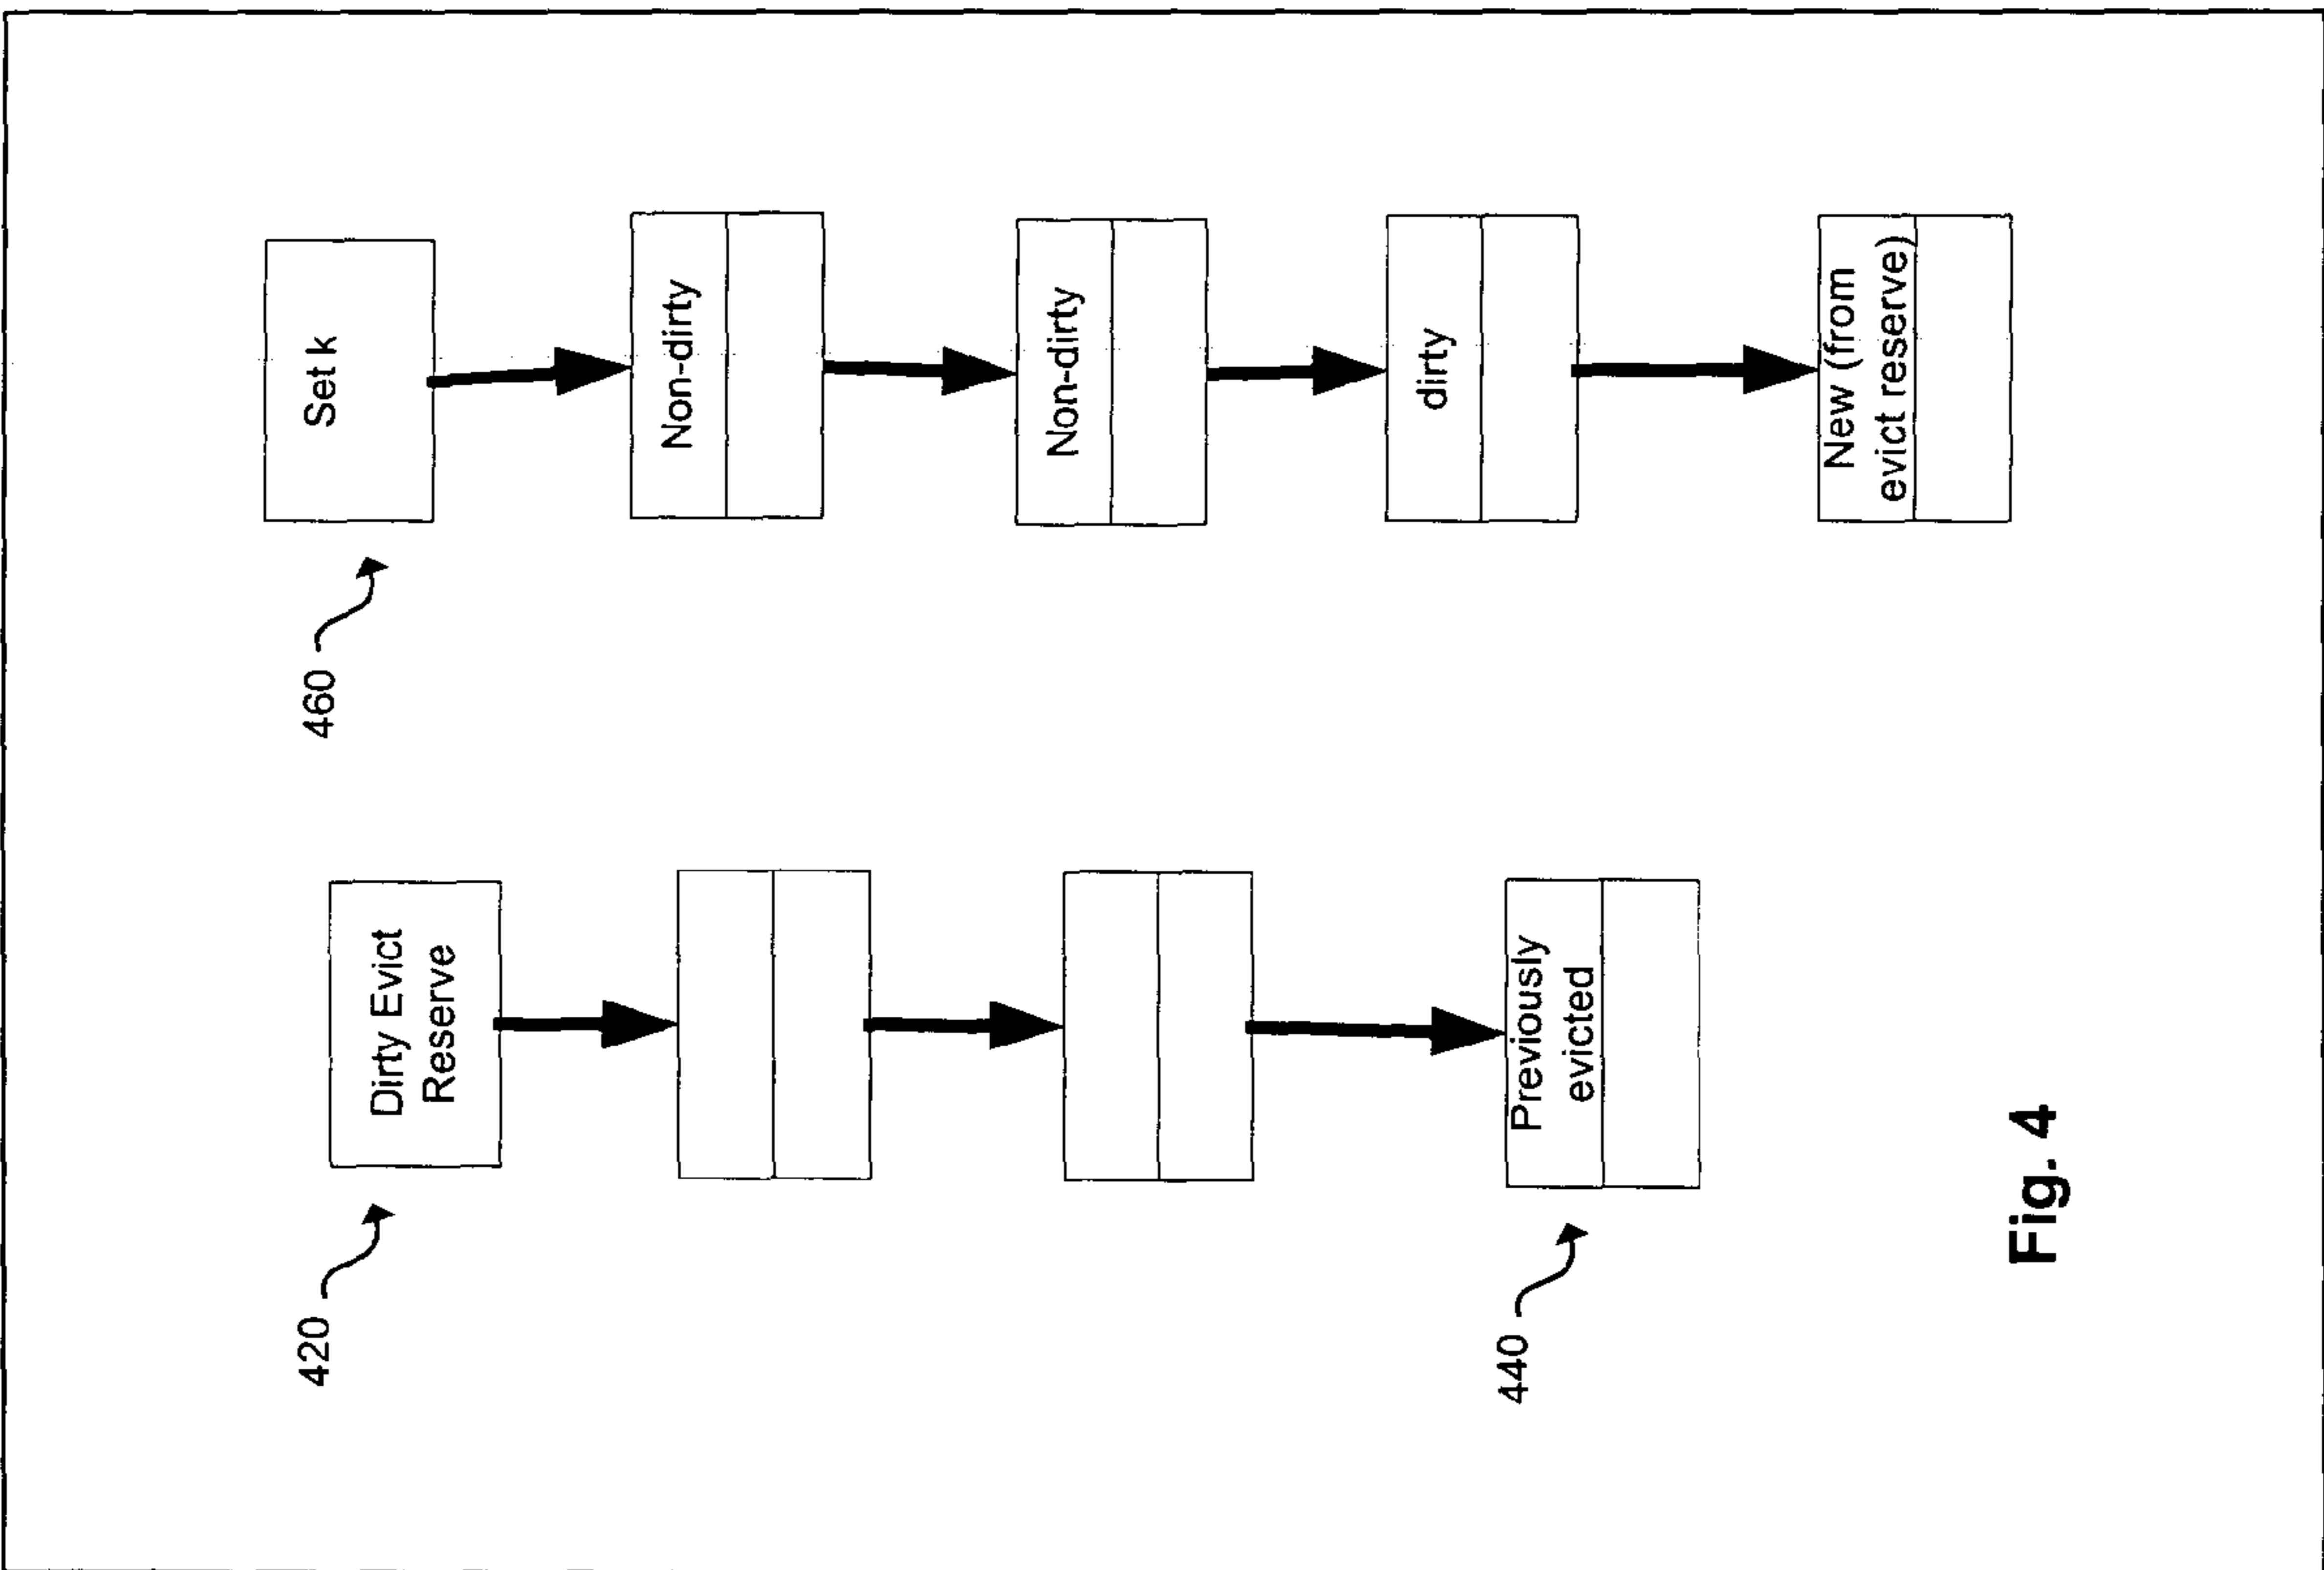 420
Dirty Evict
Reserve
460
Set k
Non-dirty
Non-dirty
dirty
440
Previously
evicted
New (from
evict reserve)
Fig. 4